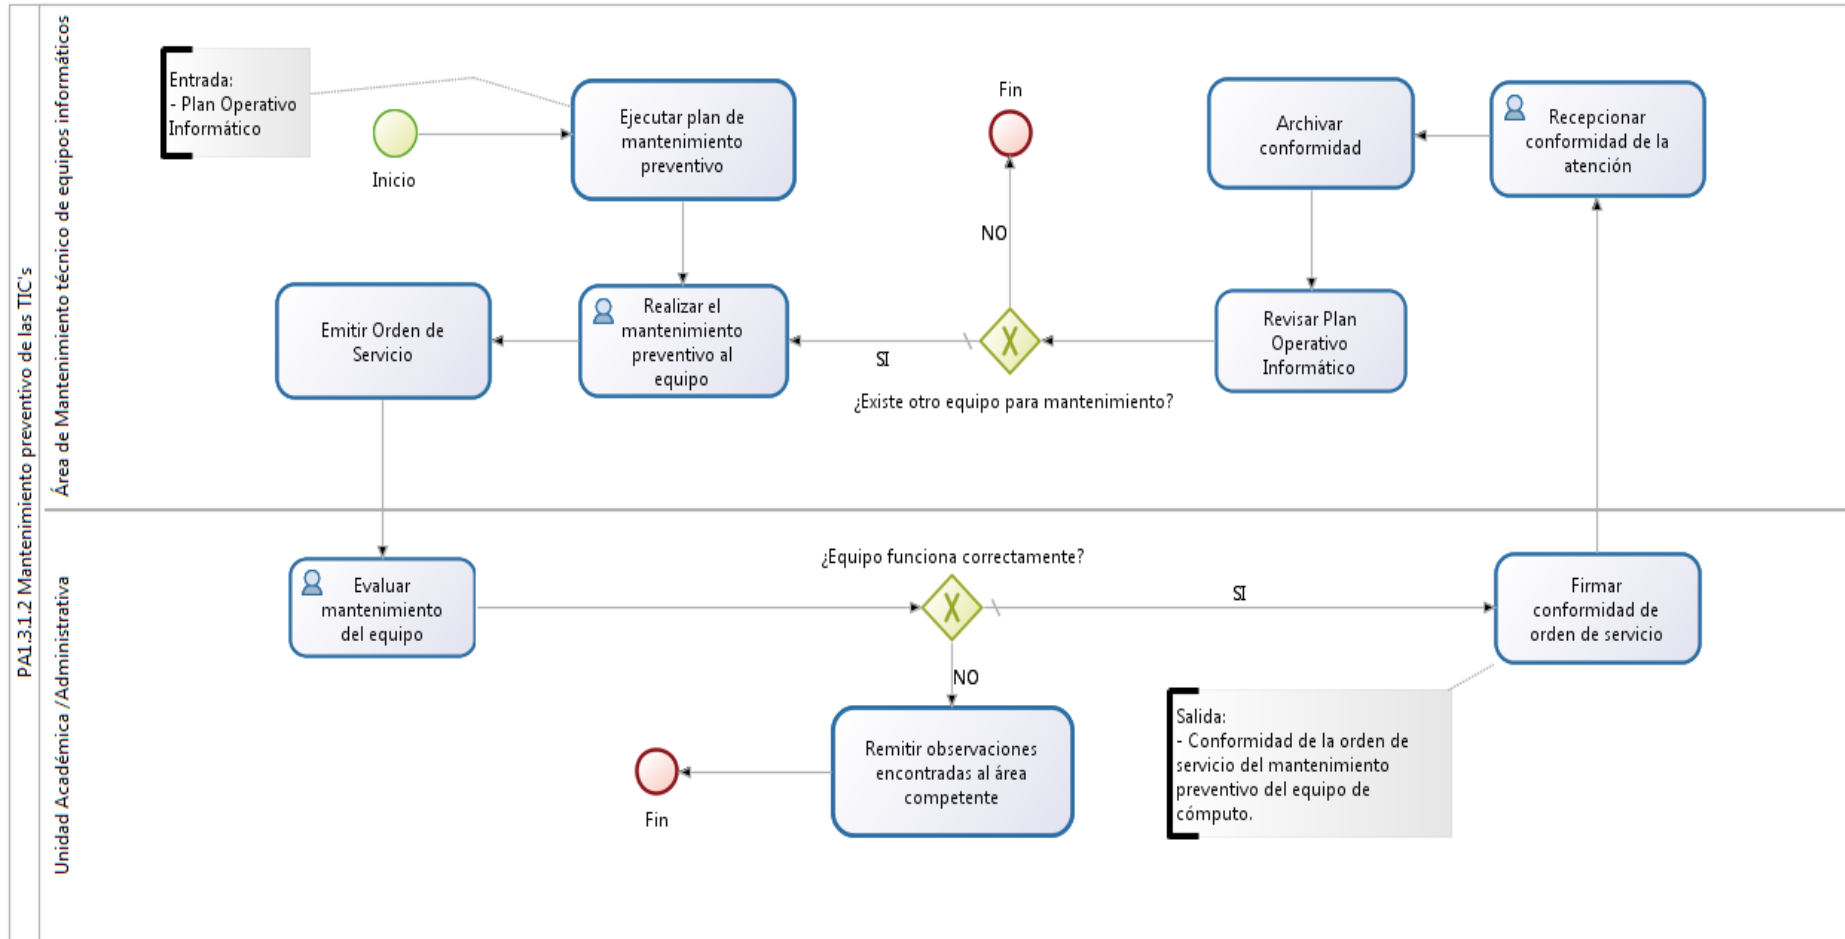 PA1.3.1.2 Mantenimiento preventivo de las TIC's
Área de Mantenimiento técnico de equipos informáticos
Entrada:
- Plan Operativo
Informático
Inicio
Ejecutar plan de
mantenimiento
preventivo
Fin
NO
Archivar
conformidad
Recepcionar
conformidad de la
atención
Emitir Orden de
Servicio
Realizar el
mantenimiento
preventivo al
equipo
SI
¿Existe otro equipo para mantenimiento?
Revisar Plan
Operativo
Informático
Unidad Académica /Administrativa
Evaluar
mantenimiento
del equipo
¿Equipo funciona correctamente?
SI
NO
Firmar
conformidad de
orden de servicio
Fin
Remitir observaciones
encontradas al área
competente
Salida:
- Conformidad de la orden de
servicio del mantenimiento
preventivo del equipo de
cómputo.